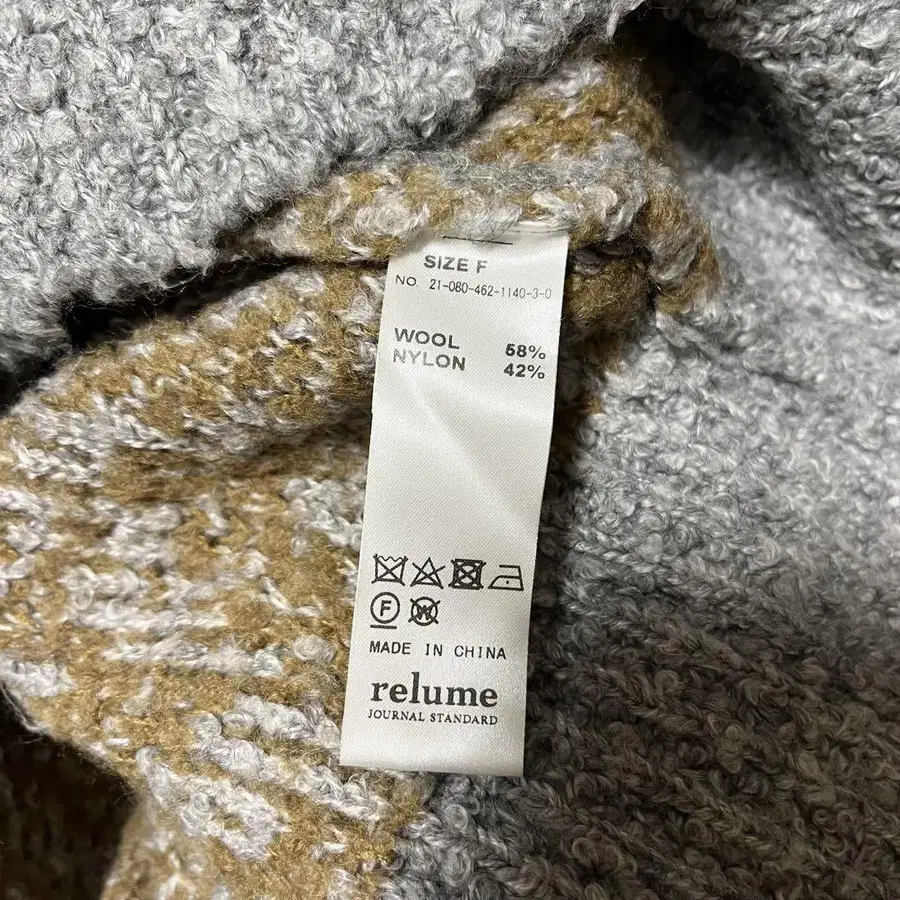 SIZE F
NO. 21-080-462-1140-3-0
WOOL 58%
NYLON 42%
F W
MADE IN CHINA
relume
JOURNAL STANDARD